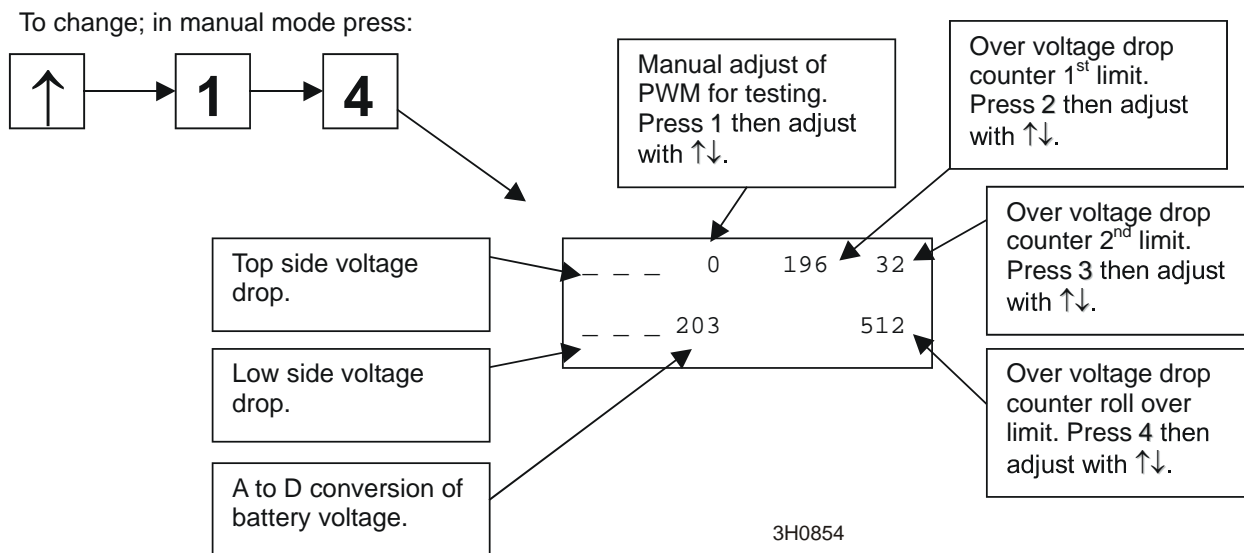 To change; in manual mode press:
↑
1
4
Manual adjust of
PWM for testing.
Press 1 then adjust
with ↑↓.
Over voltage drop
counter 1st limit.
Press 2 then adjust
with ↑↓.
Top side voltage
drop.
_ _ _ 0 196 32
Over voltage drop
counter 2nd limit.
Press 3 then adjust
with ↑↓.
_ _ _ 203 512
Low side voltage
drop.
Over voltage drop
counter roll over
limit. Press 4 then
adjust with ↑↓.
A to D conversion of
battery voltage.
3H0854